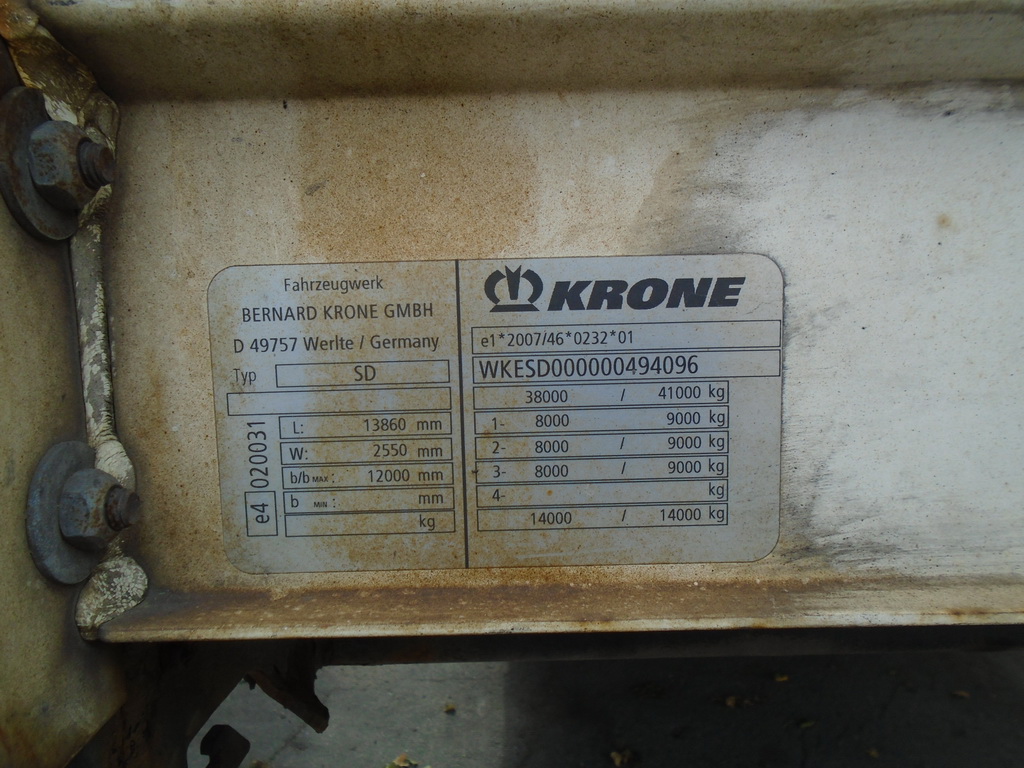 Fahrzeugwerk
BERNARD KRONE GMBH
D 49757 Werlte / Germany
Typ SD
e4 020031
L: 13860 mm
W: 2550 mm
b/b MAX : 12000 mm
b MIN : mm
kg
KRONE
e1*2007/46*0232*01
WKESD000000494096
38000 / 41000 kg
1- 8000 9000 kg
2- 8000 / 9000 kg
3- 8000 / 9000 kg
4- kg
14000 / 14000 kg